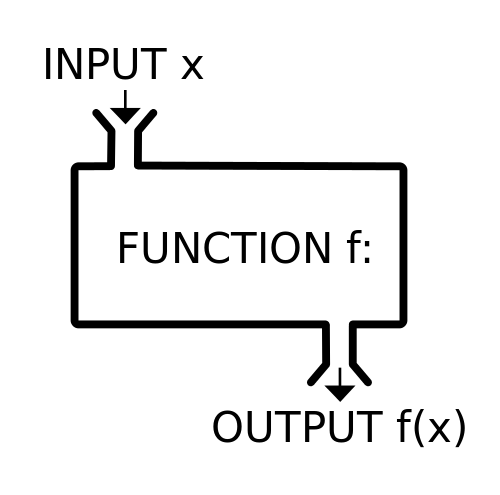 INPUT x
FUNCTION f:
OUTPUT f(x)